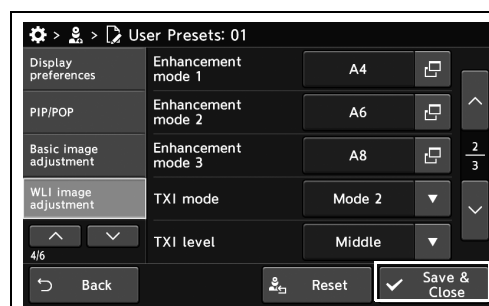 > > User Presets: 01
Display
preferences
Enhancement
mode 1
A4
PIP/POP
Enhancement
mode 2
A6
Basic image
adjustment
Enhancement
mode 3
A8
2
3
WLI image
adjustment
TXI mode
Mode 2
4/6
TXI level
Middle
Back
Reset
Save &
Close